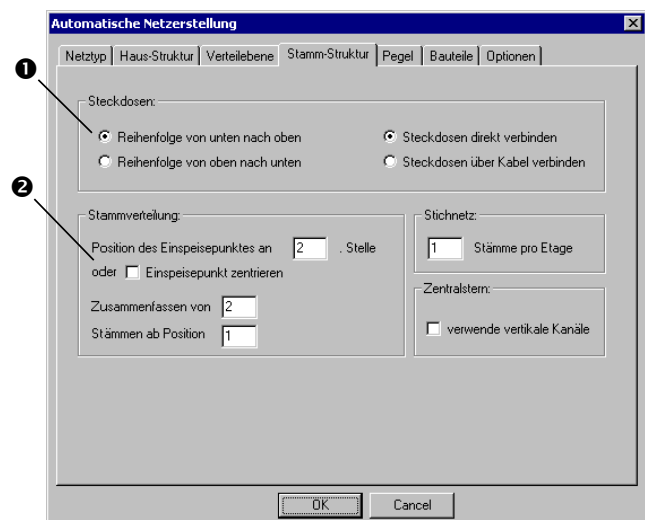 Automatische Netzerstellung
Netztyp Haus-Struktur Verteilebene Stamm-Struktur Pegel Bauteile Optionen
❶
Steckdosen:
Reihenfolge von unten nach oben Steckdosen direkt verbinden
Reihenfolge von oben nach unten Steckdosen über Kabel verbinden
❷
Stammverteilung: Stichnetz:
Position des Einspeisepunktes an 2 . Stelle 1 Stämme pro Etage
oder Einspeisepunkt zentrieren
Zentralstern:
Zusammenfassen von 2
verwende vertikale Kanäle
Stämmen ab Position 1
OK Cancel